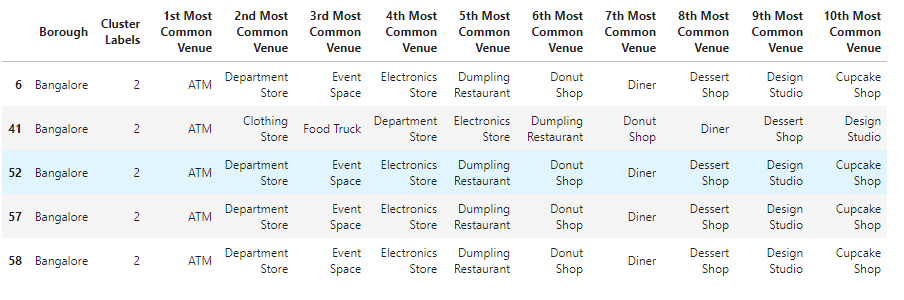 Borough Cluster Labels 1st Most Common Venue 2nd Most Common Venue 3rd Most Common Venue 4th Most Common Venue 5th Most Common Venue 6th Most Common Venue 7th Most Common Venue 8th Most Common Venue 9th Most Common Venue 10th Most Common Venue
6 Bangalore 2 ATM Department Store Event Space Electronics Store Dumpling Restaurant Donut Shop Diner Dessert Shop Design Studio Cupcake Shop
41 Bangalore 2 ATM Clothing Store Food Truck Department Store Electronics Store Dumpling Restaurant Donut Shop Diner Dessert Shop Design Studio
52 Bangalore 2 ATM Department Store Event Space Electronics Store Dumpling Restaurant Donut Shop Diner Dessert Shop Design Studio Cupcake Shop
57 Bangalore 2 ATM Department Store Event Space Electronics Store Dumpling Restaurant Donut Shop Diner Dessert Shop Design Studio Cupcake Shop
58 Bangalore 2 ATM Department Store Event Space Electronics Store Dumpling Restaurant Donut Shop Diner Dessert Shop Design Studio Cupcake Shop